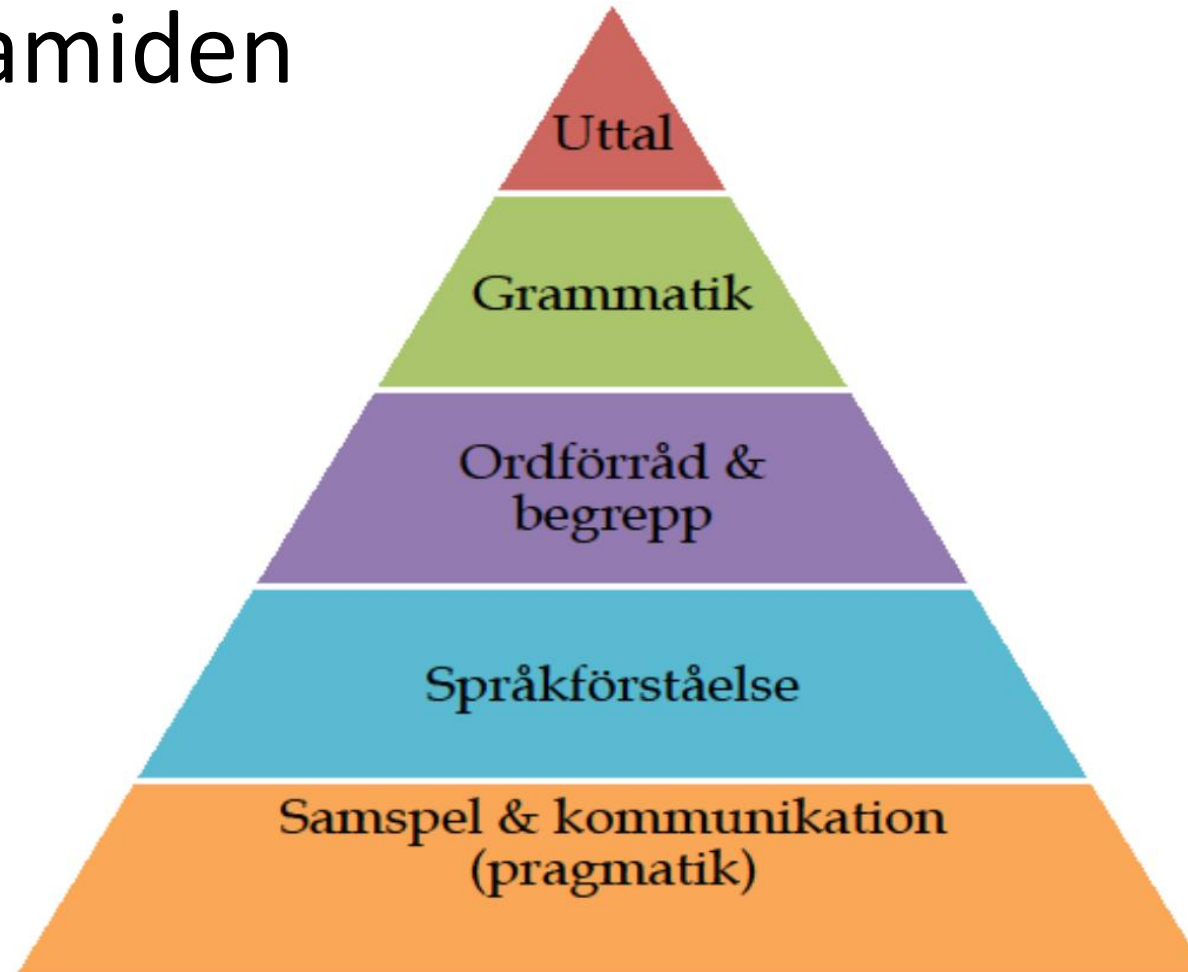 amiden
Uttal
Grammatik
Ordförråd &
begrepp
Språkförståelse
Samspel & kommunikation
(pragmatik)